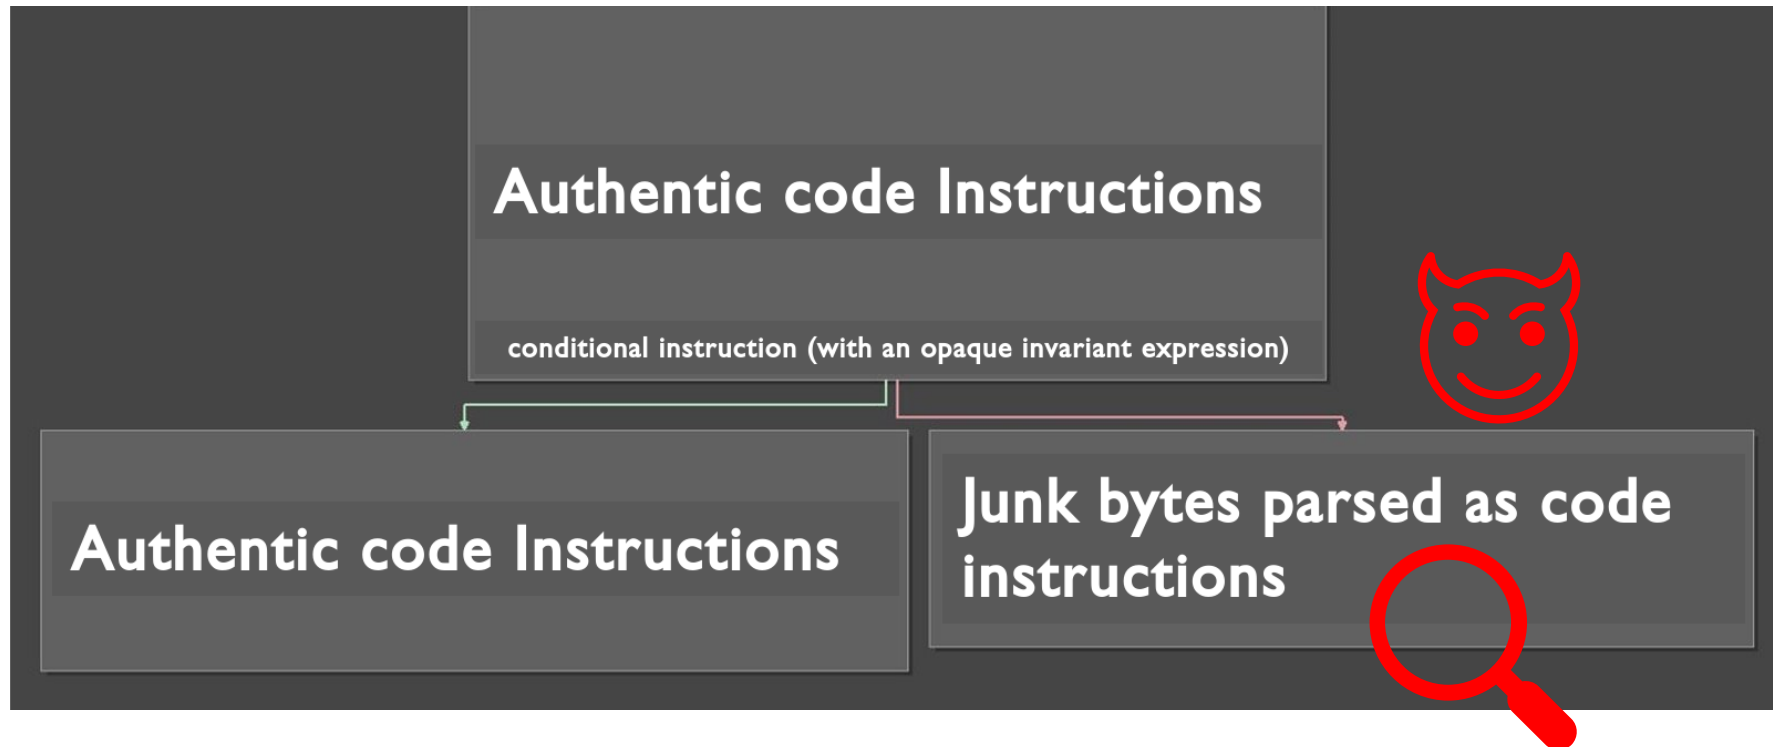 Authentic code Instructions
conditional instruction (with an opaque invariant expression)
Authentic code Instructions
Junk bytes parsed as code
instructions